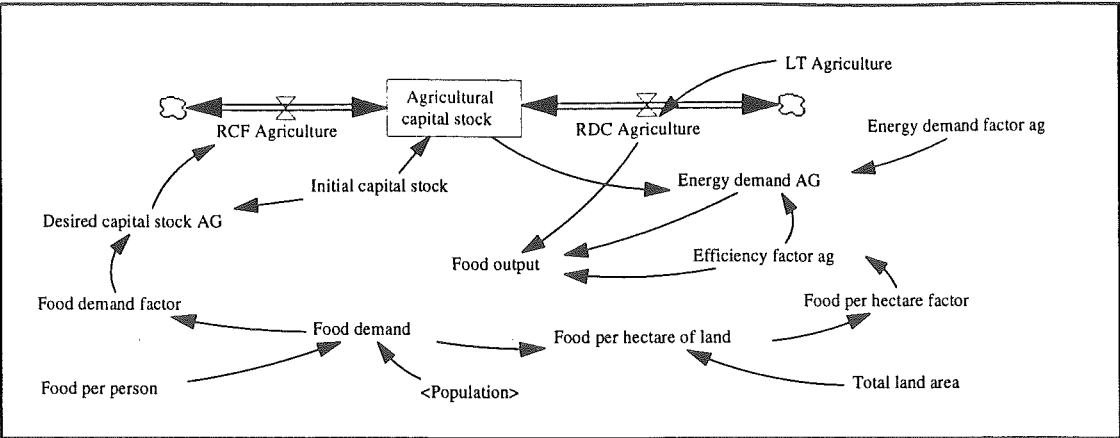 LT Agriculture
Agricultural
capital stock
RCF Agriculture
RDC Agriculture
Energy demand factor ag
Initial capital stock
Energy demand AG
Desired capital stock AG
Food output
Efficiency factor ag
Food demand factor
Food per hectare factor
Food demand
Food per hectare of land
Food per person
<Population>
Total land area